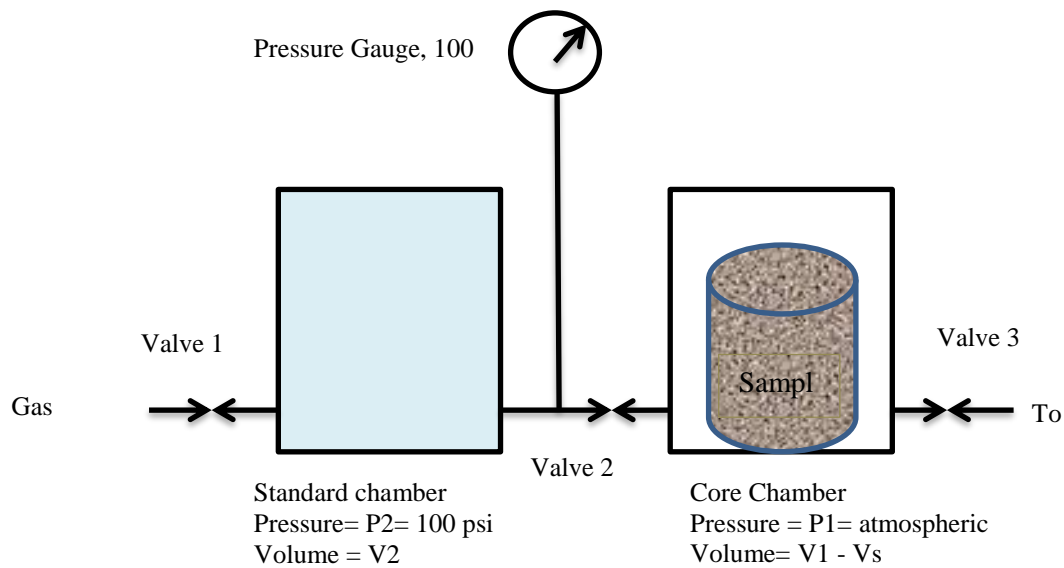 Pressure Gauge, 100
Valve 1
Valve 3
Sampl
Gas
To
Valve 2
Standard chamber
Pressure= P2= 100 psi
Volume = V2
Core Chamber
Pressure = P1= atmospheric
Volume= V1 - Vs